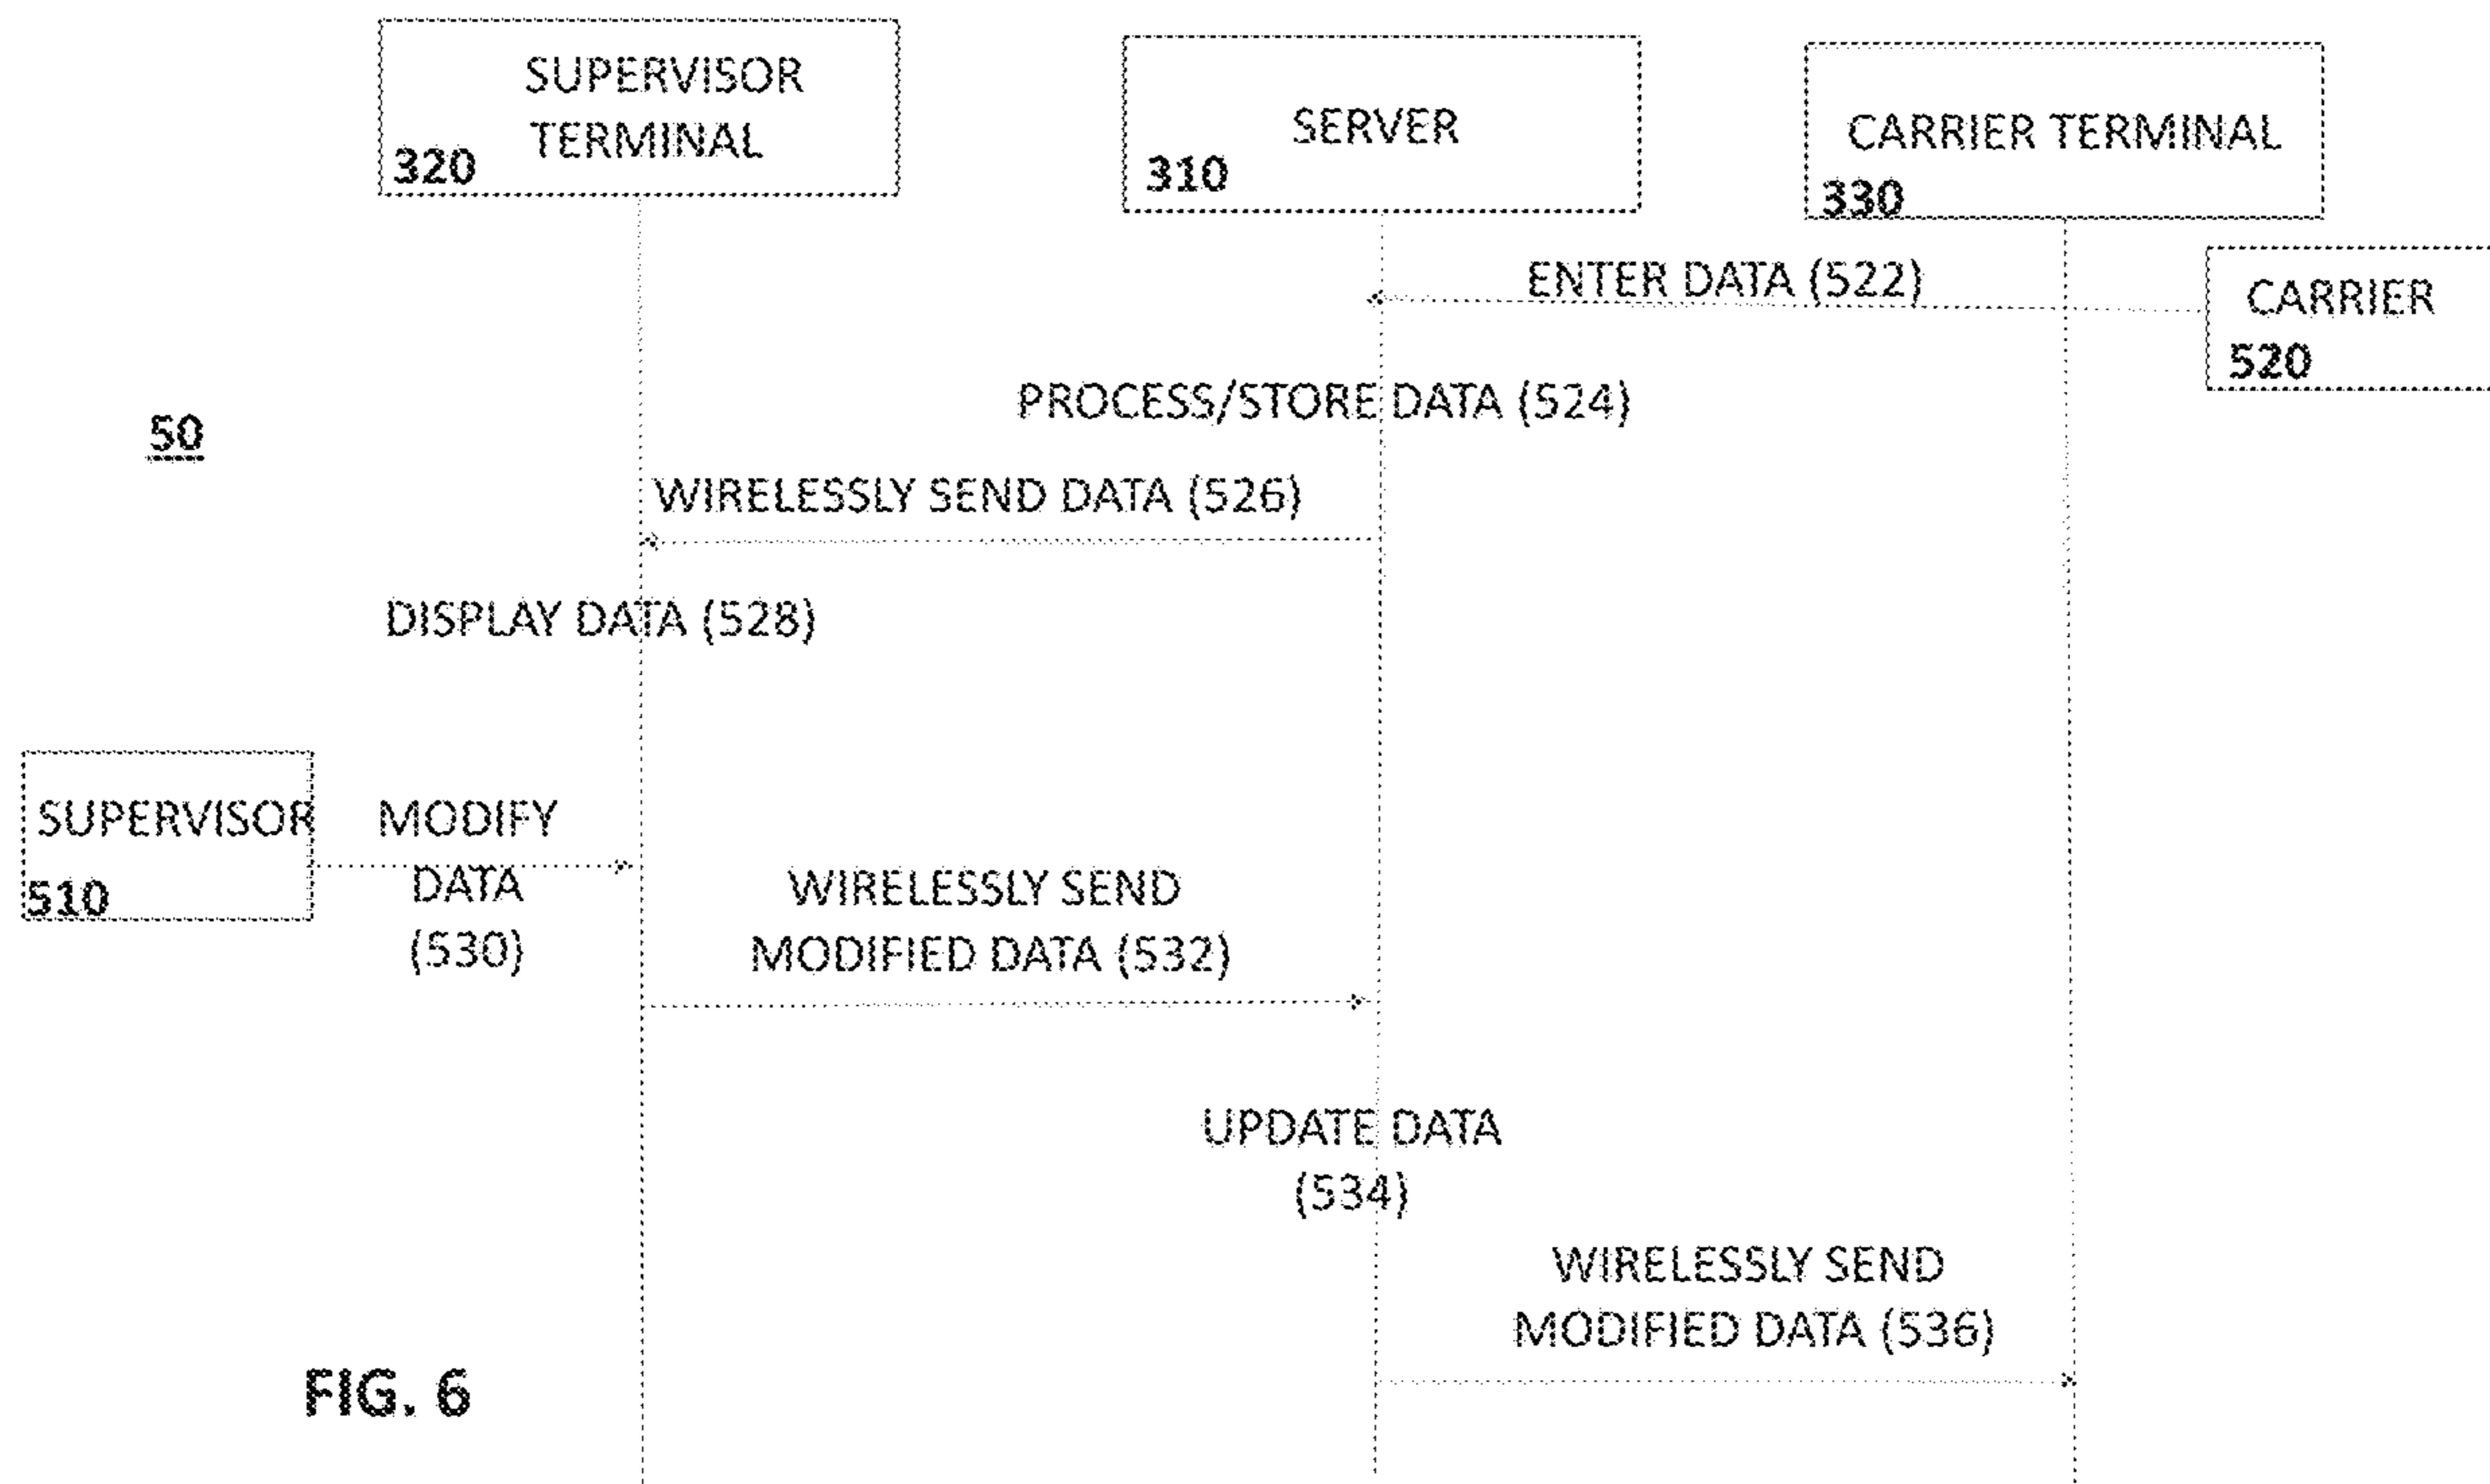 SUPERVISOR
TERMINAL
320
SERVER
310
CARRIER TERMINAL
330
ENTER DATA (522)
CARRIER
520
PROCESS/STORE DATA (524)
50
WIRELESSLY SEND DATA (526)
DISPLAY DATA (528)
SUPERVISOR
510
MODIFY
DATA
(530)
WIRELESSLY SEND
MODIFIED DATA (532)
UPDATE DATA
(534)
WIRELESSLY SEND
MODIFIED DATA (536)
FIG. 6